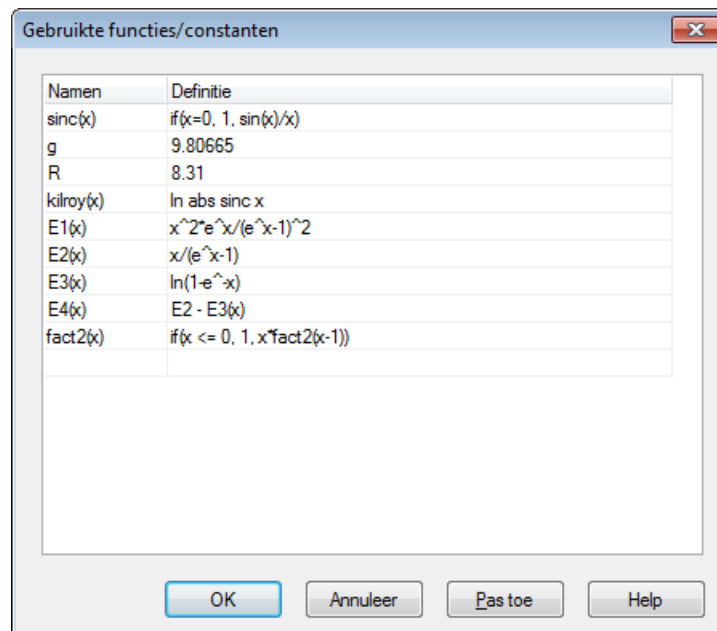 Gebruikte functies/constanten
Namen Definitie
sinc(x) if(x=0, 1, sin(x)/x)
g 9.80665
R 8.31
kilroy(x) ln abs sinc x
E1(x) x^2*e^x/(e^x-1)^2
E2(x) x/(e^x-1)
E3(x) ln(1-e^-x)
E4(x) E2 - E3(x)
fact2(x) if(x <= 0, 1, x*fact2(x-1))
OK Annuleer Pas toe Help